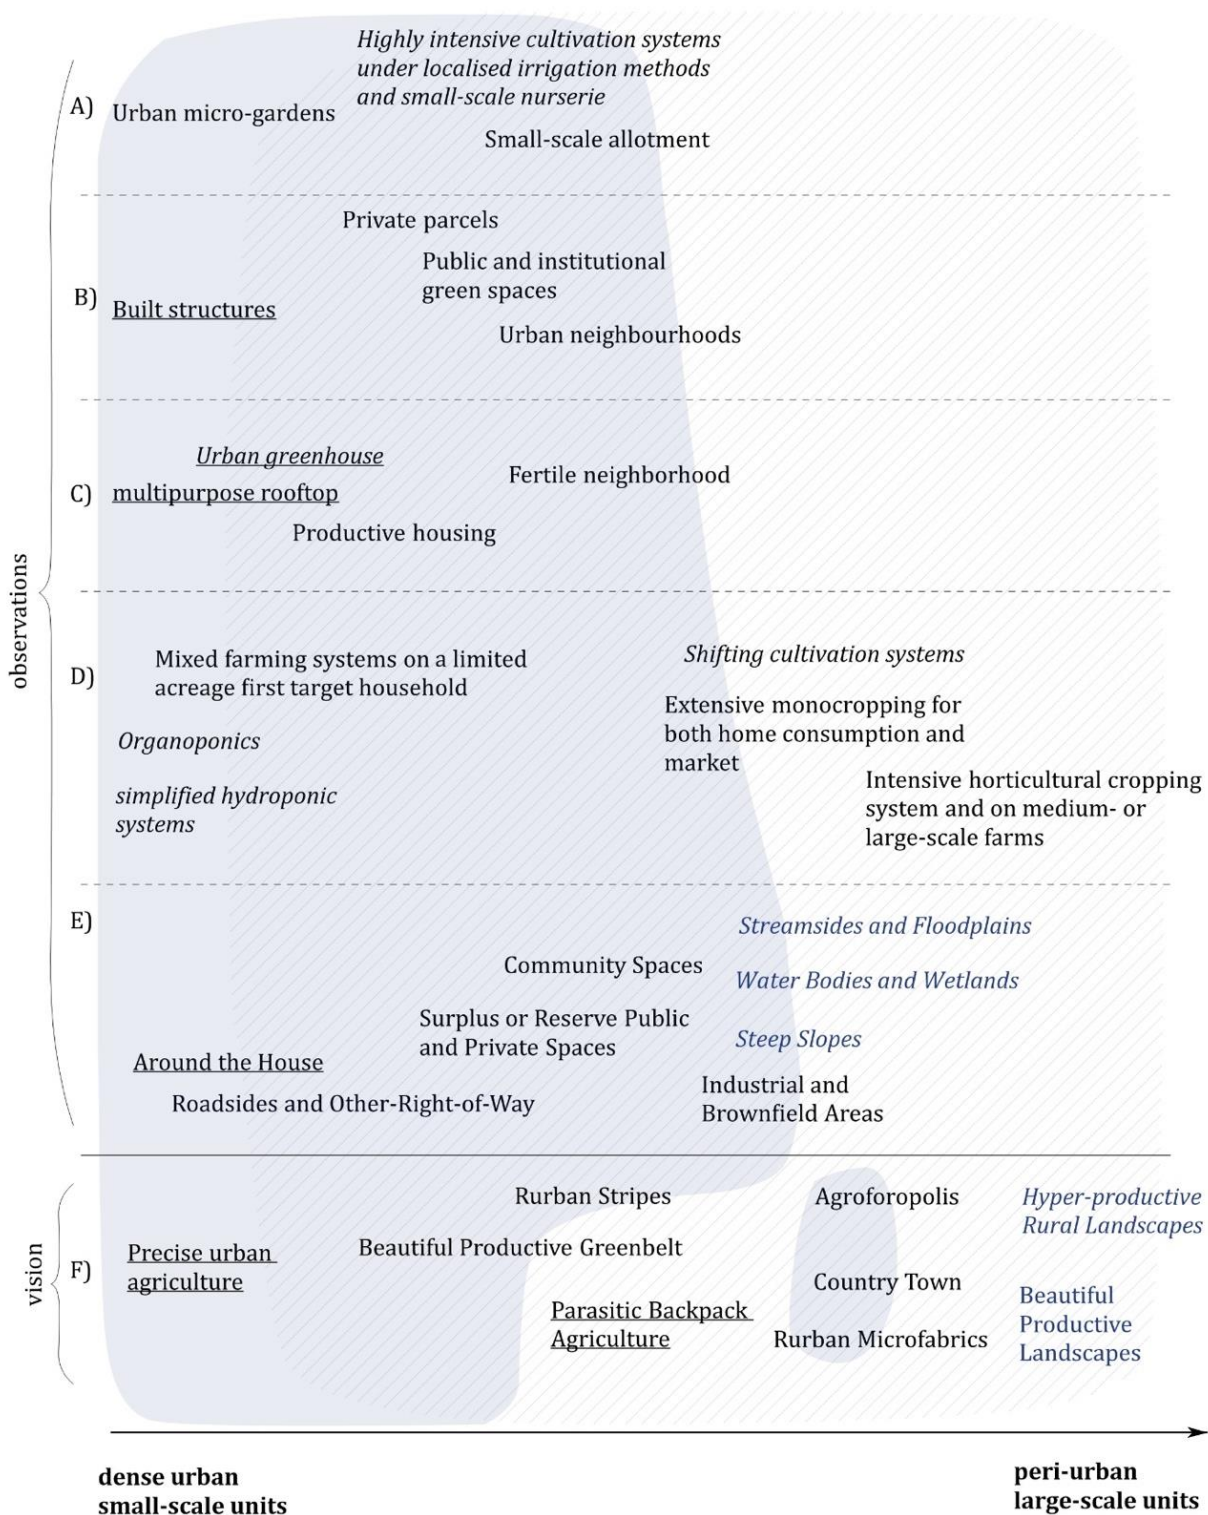 Highly intensive cultivation systems
under localised irrigation methods
and small-scale nurserie
A)
Urban micro-gardens
Small-scale allotment
Private parcels
Public and institutional
green spaces
B)
Built structures
Urban neighbourhoods
Urban greenhouse
Fertile neighborhood
C)
multipurpose rooftop
Productive housing
observations
D)
Mixed farming systems on a limited
acreage first target household
Shifting cultivation systems
Extensive monocropping for
both home consumption and
market
Organoponics
Intensive horticultural cropping
system and on medium- or
large-scale farms
simplified hydroponic
systems
E)
Streamsides and Floodplains
Community Spaces
Water Bodies and Wetlands
Surplus or Reserve Public
and Private Spaces
Steep Slopes
Around the House
Industrial and
Brownfield Areas
Roadsides and Other-Right-of-Way
vision
F)
Rurban Stripes
Agroforopolis
Hyper-productive
Rural Landscapes
Precise urban
agriculture
Beautiful Productive Greenbelt
Country Town
Beautiful
Productive
Landscapes
Parasitic Backpack
Agriculture
Rurban Microfabrics
dense urban
small-scale units
peri-urban
large-scale units